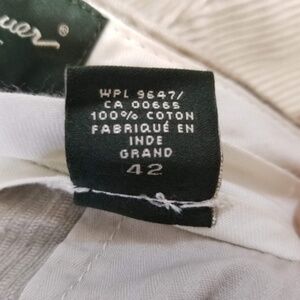 WPL 9647/
CA 00665
100% COTON
FABRIQUÉ EN
INDE
GRAND
42